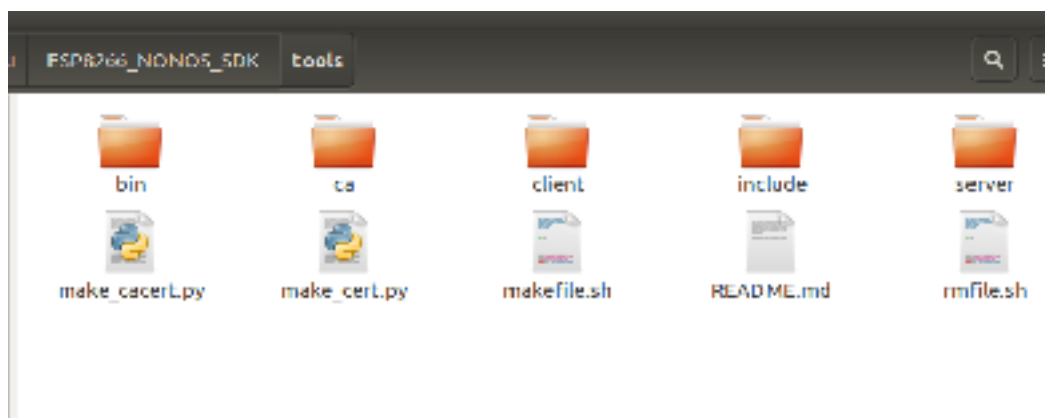 ESP8266_NONOS_SDK tools
bin ca client include server
make_cacert.py make_cert.py makefile.sh README.md rmfile.sh